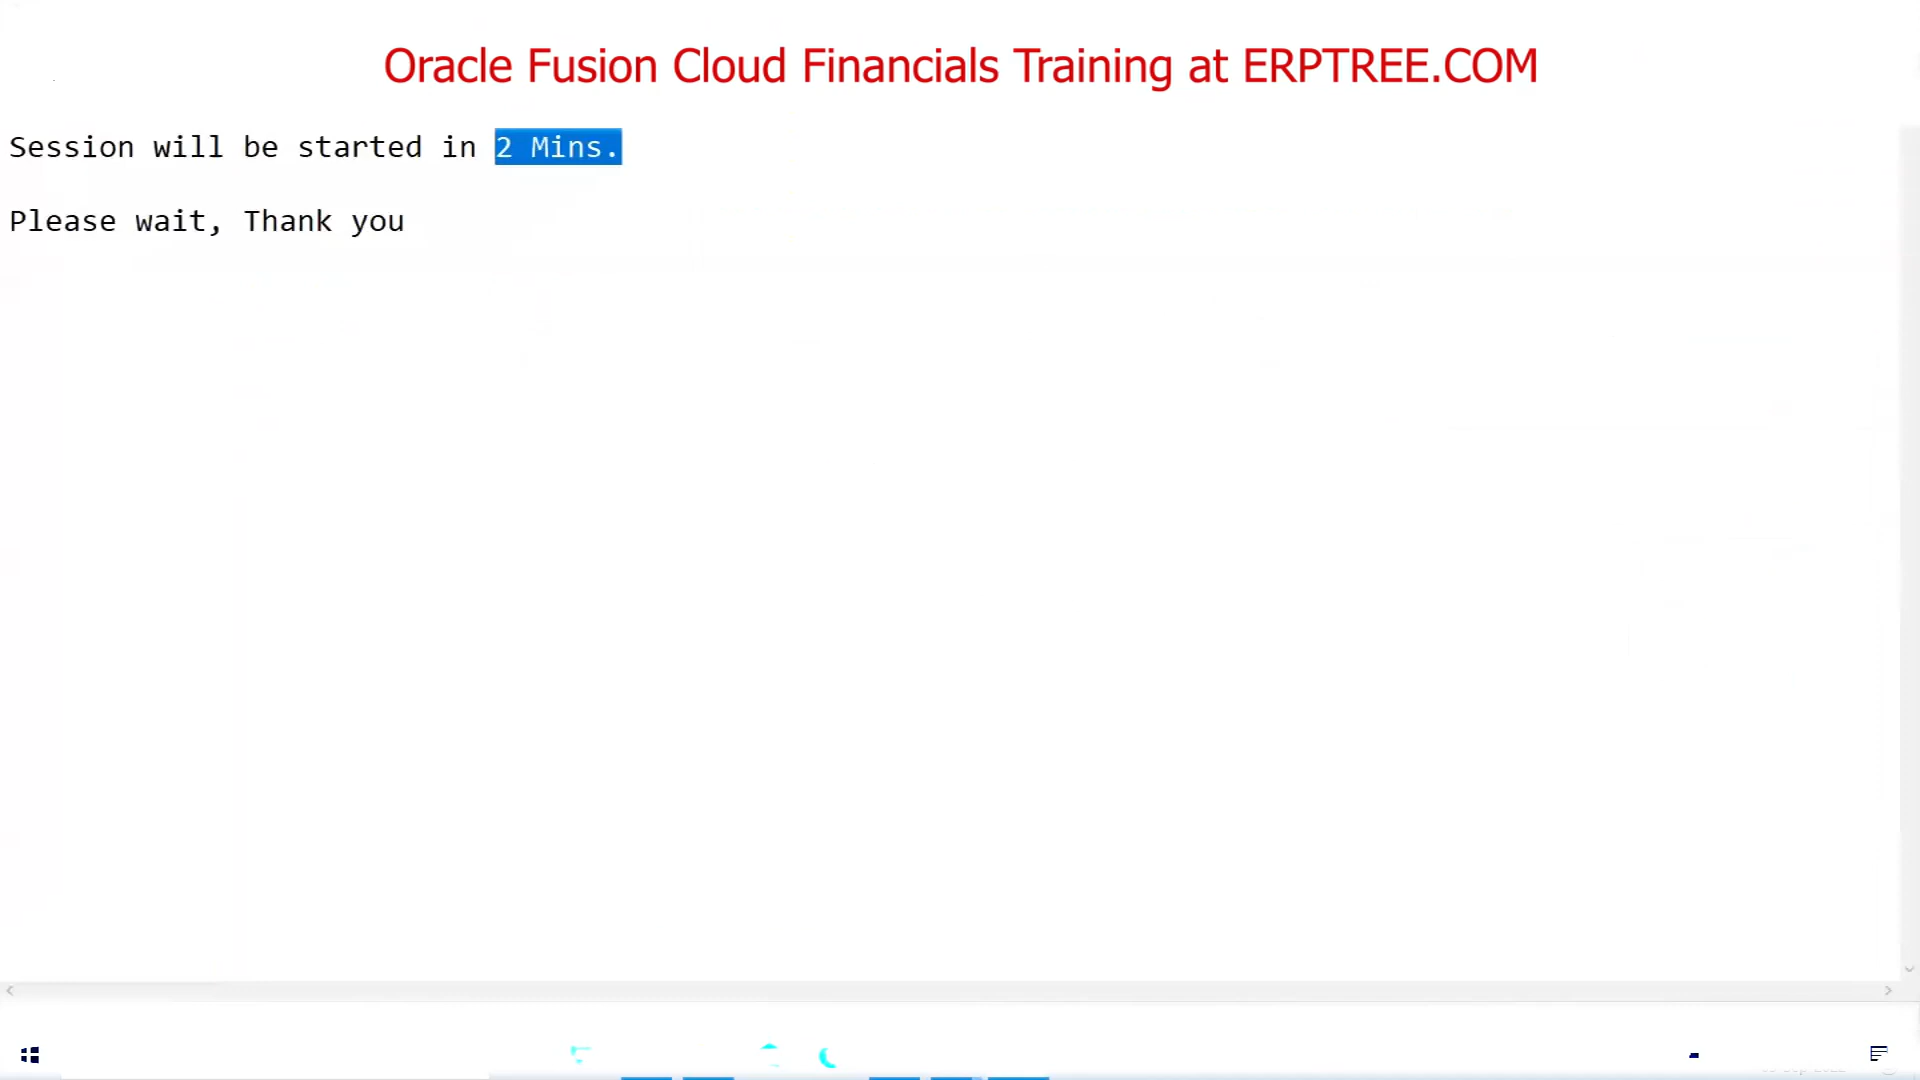 Oracle Fusion Cloud Financials Training at ERPTREE.COM
Session will be started in 2 Mins.
Please wait, Thank you